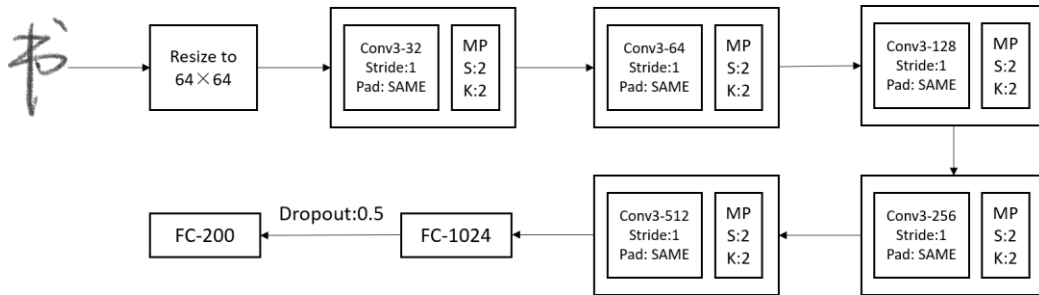 书
Resize to
64×64
Conv3-32
Stride:1
Pad: SAME
MP
S:2
K:2
Conv3-64
Stride:1
Pad: SAME
MP
S:2
K:2
Conv3-128
Stride:1
Pad: SAME
MP
S:2
K:2
Conv3-256
Stride:1
Pad: SAME
MP
S:2
K:2
Conv3-512
Stride:1
Pad: SAME
MP
S:2
K:2
FC-1024
Dropout:0.5
FC-200